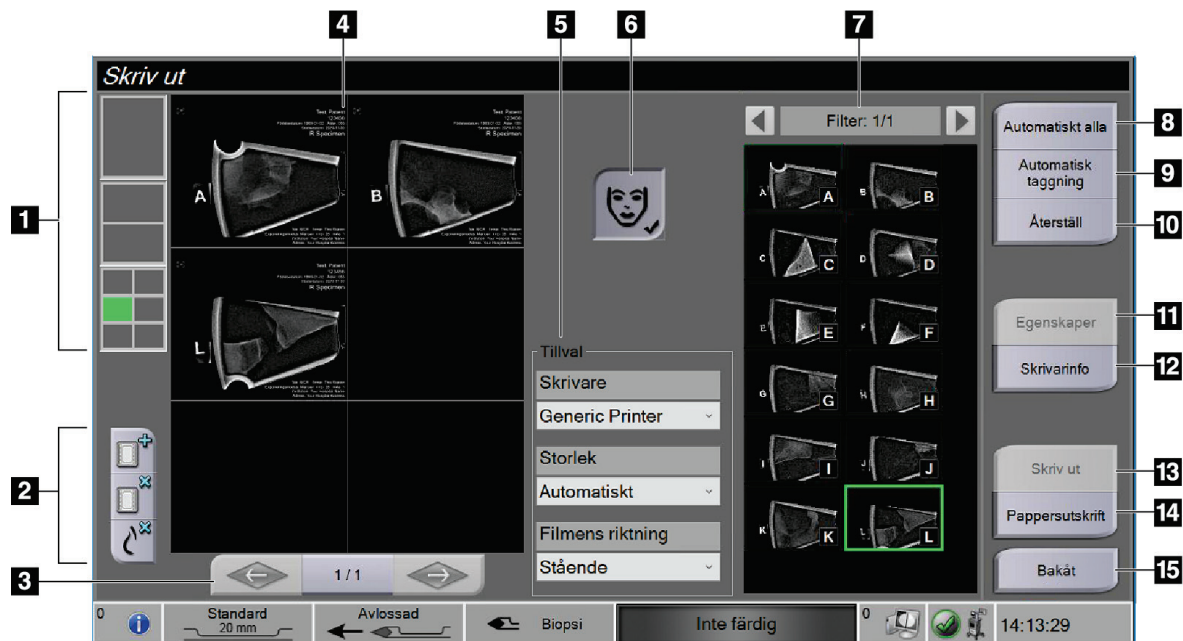 4
5
6
7
Skriv ut
1
Test Patient
R Specimen
A
B
Test Patient
R Specimen
L
2
3
1 / 1
Tillval
Skrivare
Generic Printer
Storlek
Automatiskt
Filmens riktning
Stående
Filter: 1/1
A
A
B
B
C
C
D
D
E
E
F
F
G
G
H
H
I
I
J
J
K
K
L
L
Automatiskt alla
8
Automatisk
taggning
9
Återställ
10
Egenskaper
11
Skrivarinfo
12
Skriv ut
13
Pappersutskrift
14
Bakåt
15
0
Standard
20 mm
Avlossad
Biopsi
Inte färdig
0
14:13:29